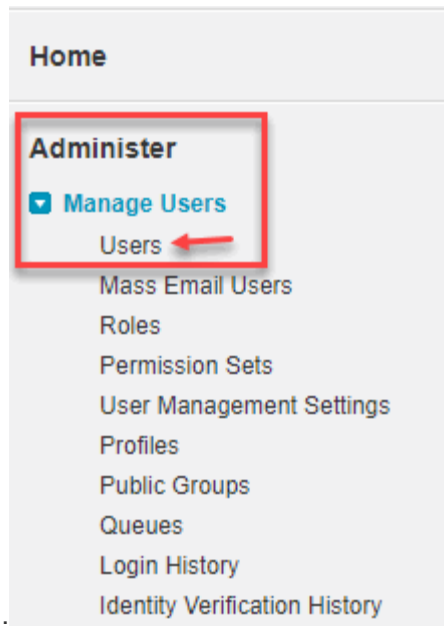 Home
Administer
Manage Users
Users
Mass Email Users
Roles
Permission Sets
User Management Settings
Profiles
Public Groups
Queues
Login History
Identity Verification History
.